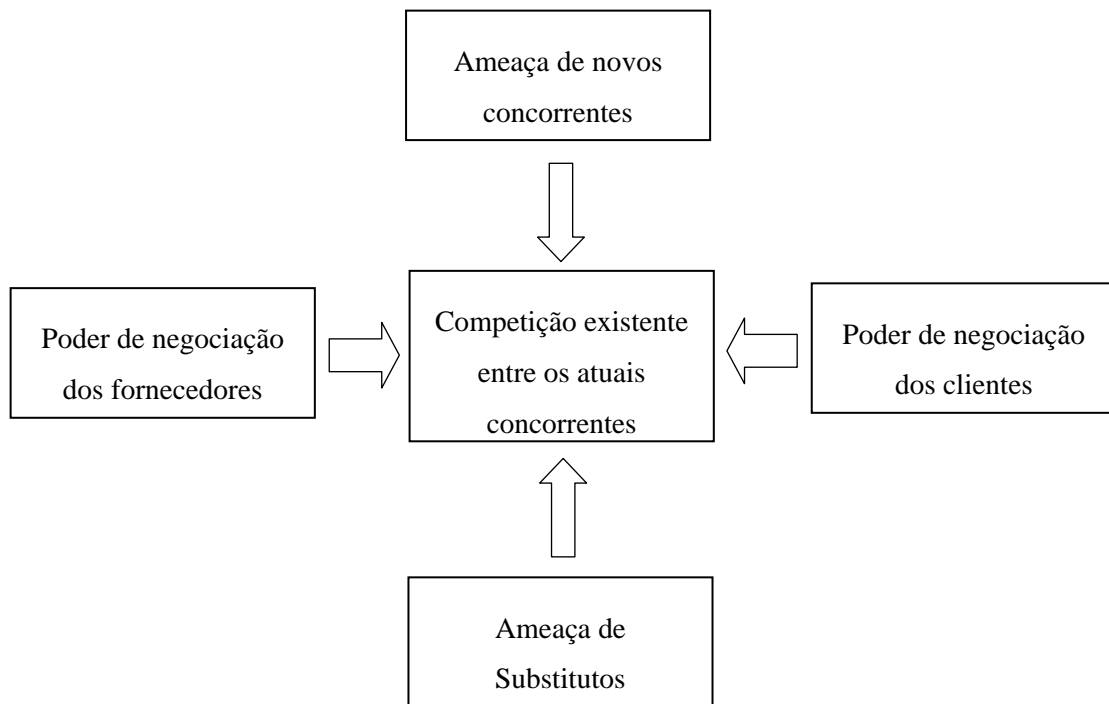 Ameaça de novos
concorrentes
Poder de negociação
dos fornecedores
Competição existente
entre os atuais
concorrentes
Poder de negociação
dos clientes
Ameaça de
Substitutos